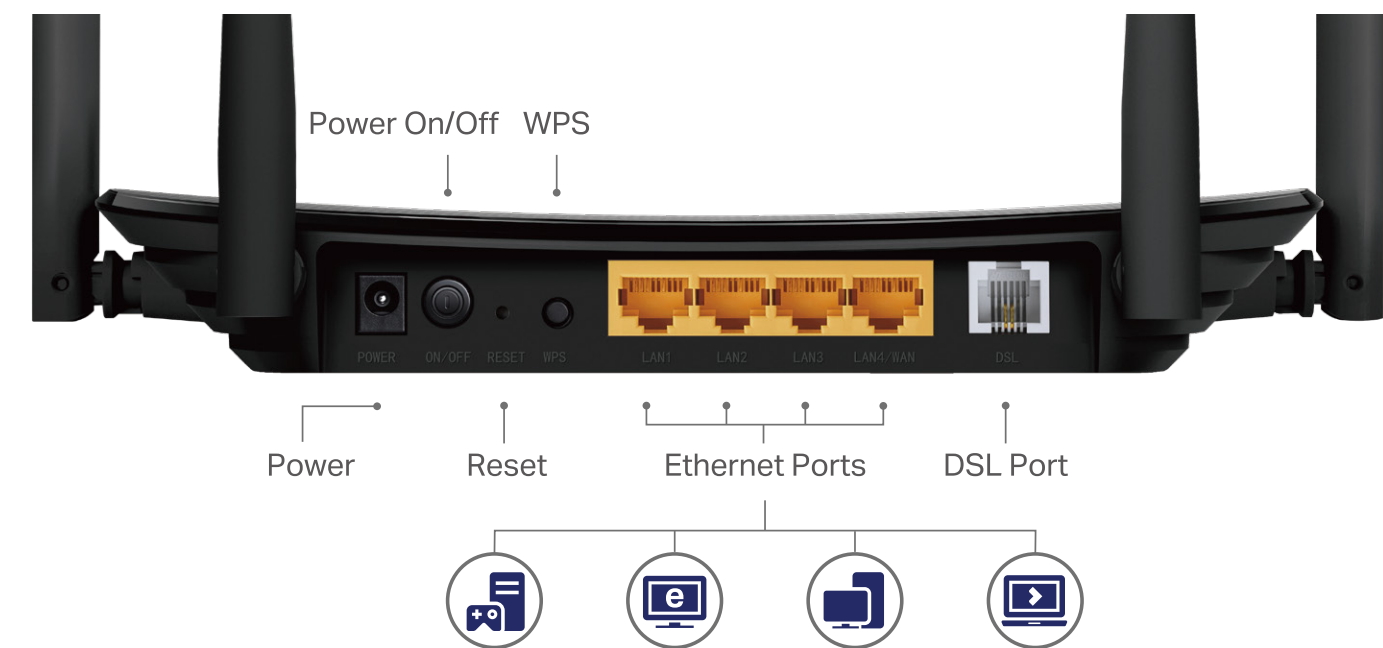 Power On/Off WPS
POWER ON/OFF RESET WPS LAN1 LAN2 LAN3 LAN4/WAN DSL
Power Reset Ethernet Ports DSL Port
e